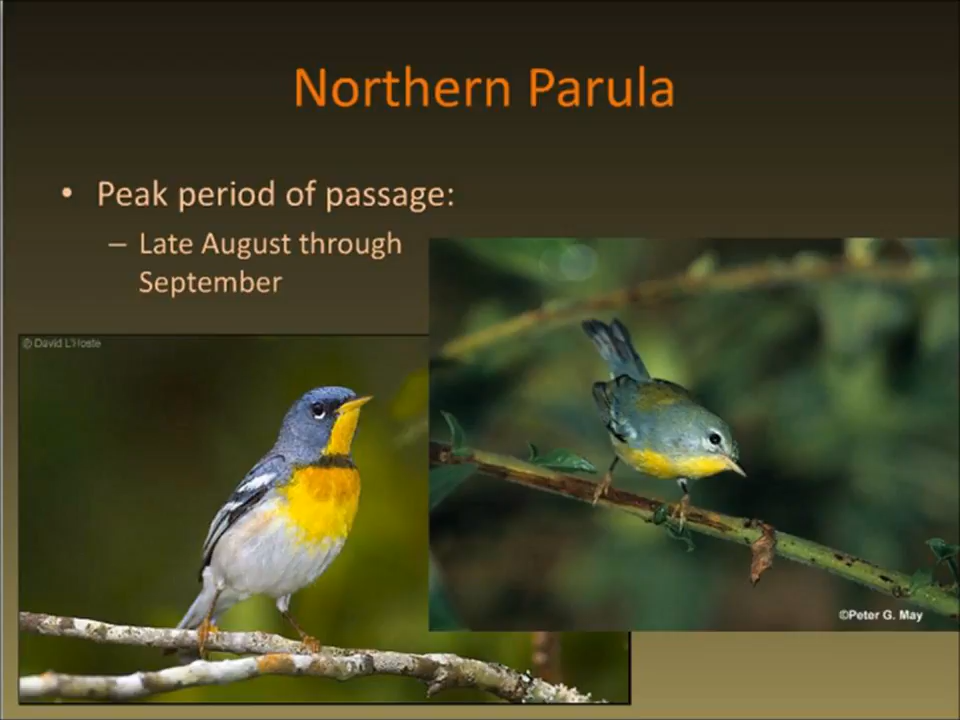 Northern Parula
• Peak period of passage:
– Late August through
September
© David L'Hoste
©Peter G. May